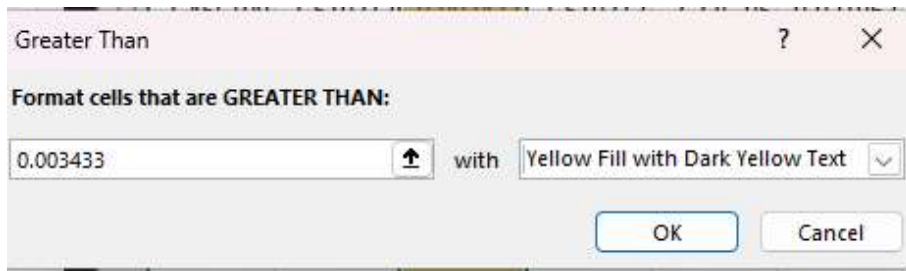 Greater Than ? ×
Format cells that are GREATER THAN:
0.003433 with Yellow Fill with Dark Yellow Text
OK Cancel